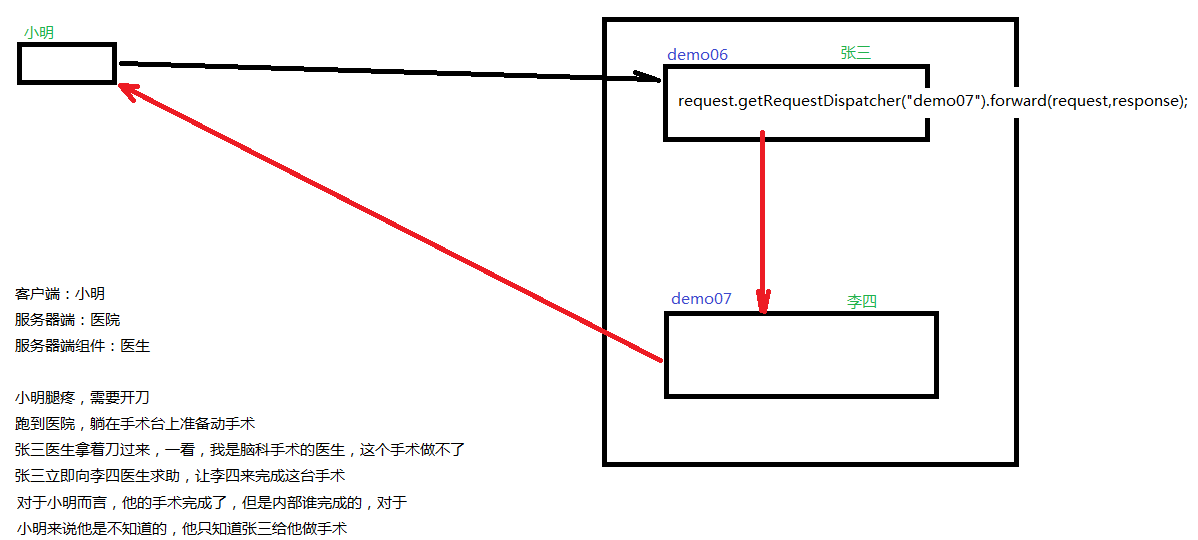 小明
demo06
张三
request.getRequestDispatcher("demo07").forward(request,response);
demo07
李四
客户端：小明
服务器端：医院
服务器端组件：医生
小明腿疼，需要开刀
跑到医院，躺在手术台上准备动手术
张三医生拿着刀过来，一看，我是脑科手术的医生，这个手术做不了
张三立即向李四医生求助，让李四来完成这台手术
对于小明而言，他的手术完成了，但是内部谁完成的，对于
小明来说他是不知道的，他只知道张三给他做手术